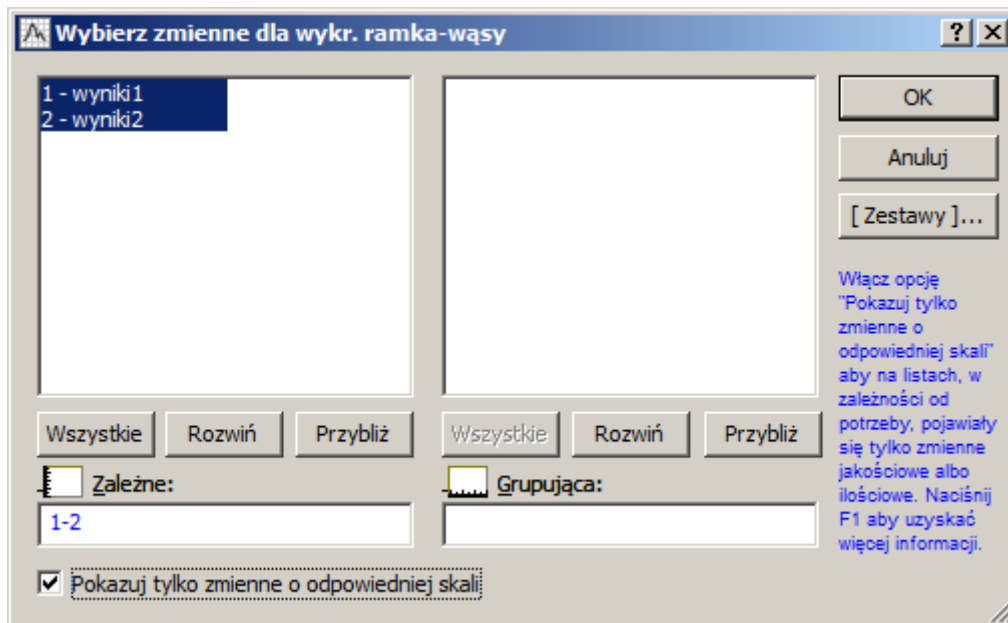 Wybierz zmienne dla wykr. ramka-wąsy
1 - wyniki1
2 - wyniki2
OK
Anuluj
[ Zestawy ]...
Włącz opcję
"Pokazuj tylko
zmienne o
odpowiedniej skali"
aby na listach, w
zależności od
potrzeby, pojawiały
się tylko zmienne
jakościowe albo
ilościowe. Naciśnij
F1 aby uzyskać
więcej informacji.
Wszystkie Rozwiń Przybliż Wszystkie Rozwiń Przybliż
Zależne: Grupująca:
1-2
Pokazuj tylko zmienne o odpowiedniej skali